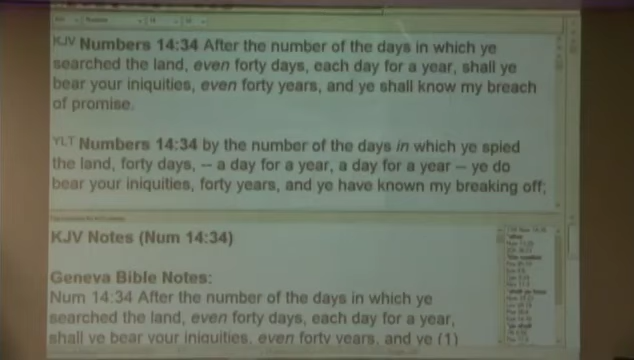 KJV Numbers 14:34 After the number of the days in which ye
searched the land, even forty days, each day for a year, shall ye
bear your iniquities, even forty years, and ye shall know my breach
of promise.
YLT Numbers 14:34 by the number of the days in which ye spied
the land, forty days, -- a day for a year, a day for a year -- ye do
bear your iniquities, forty years, and ye have known my breaking off;
KJV Notes (Num 14:34)
Geneva Bible Notes:
Num 14:34 After the number of the days in which ye
searched the land, even forty days, each day for a year,
shall ye bear your iniquities, even forty years, and ye (1)